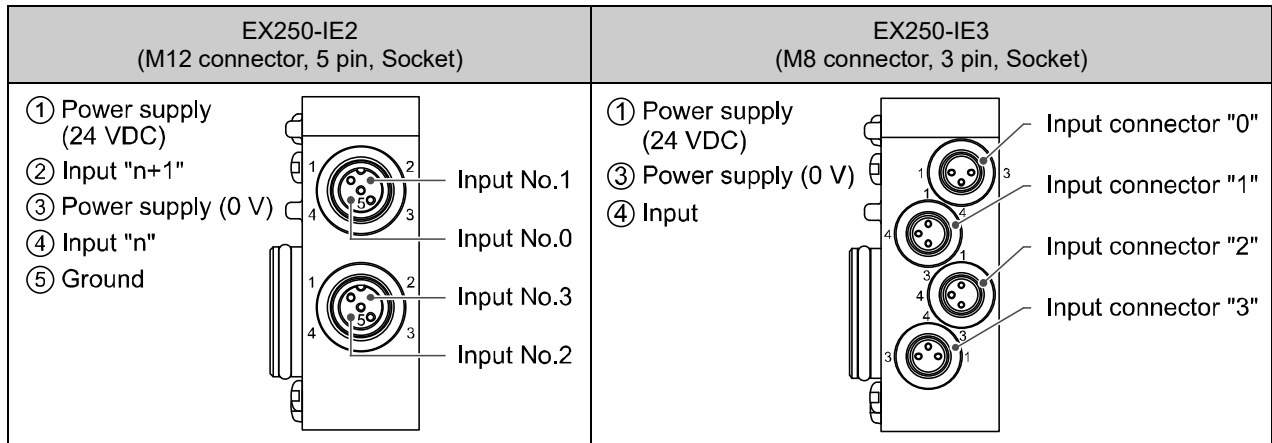 EX250-IE2
(M12 connector, 5 pin, Socket)
① Power supply
(24 VDC)
② Input "n+1"
③ Power supply (0 V)
④ Input "n"
⑤ Ground
1
2
5
4
3
Input No.1
Input No.0
1
2
5
4
3
Input No.3
Input No.2
EX250-IE3
(M8 connector, 3 pin, Socket)
① Power supply
(24 VDC)
③ Power supply (0 V)
④ Input
1
3
4
Input connector "0"
1
4
3
Input connector "1"
1
4
3
Input connector "2"
4
3
1
Input connector "3"